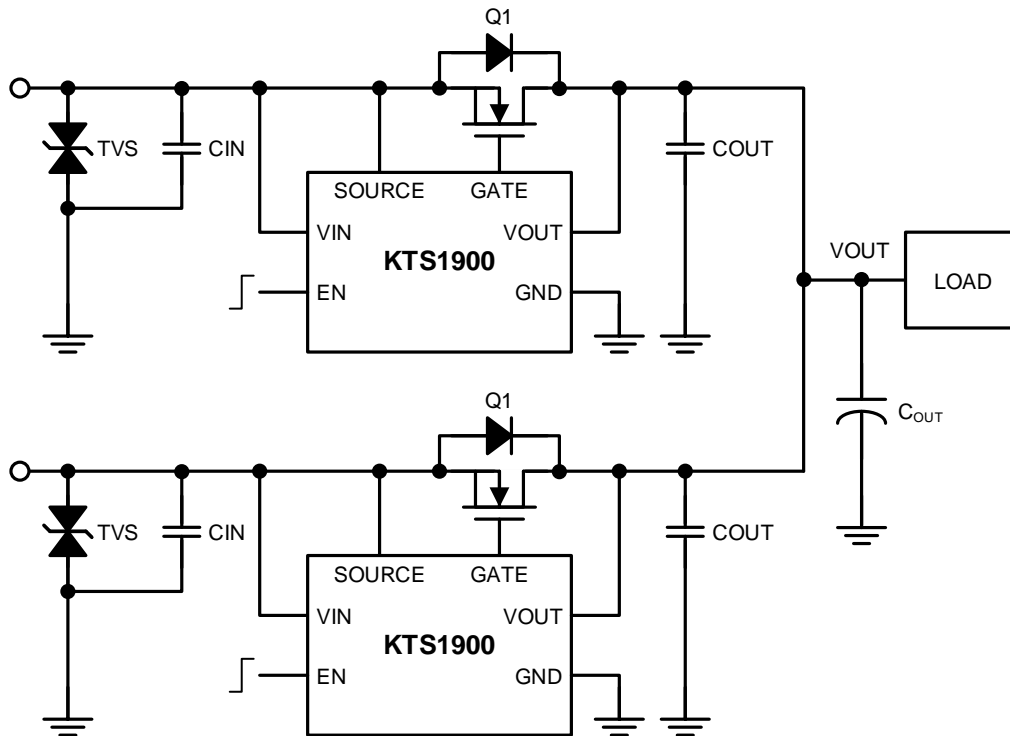 Q1
TVS
CIN
COUT
SOURCE
GATE
VIN
VOUT
KTS1900
EN
GND
VOUT
LOAD
COUT
Q1
TVS
CIN
COUT
SOURCE
GATE
VIN
VOUT
KTS1900
EN
GND